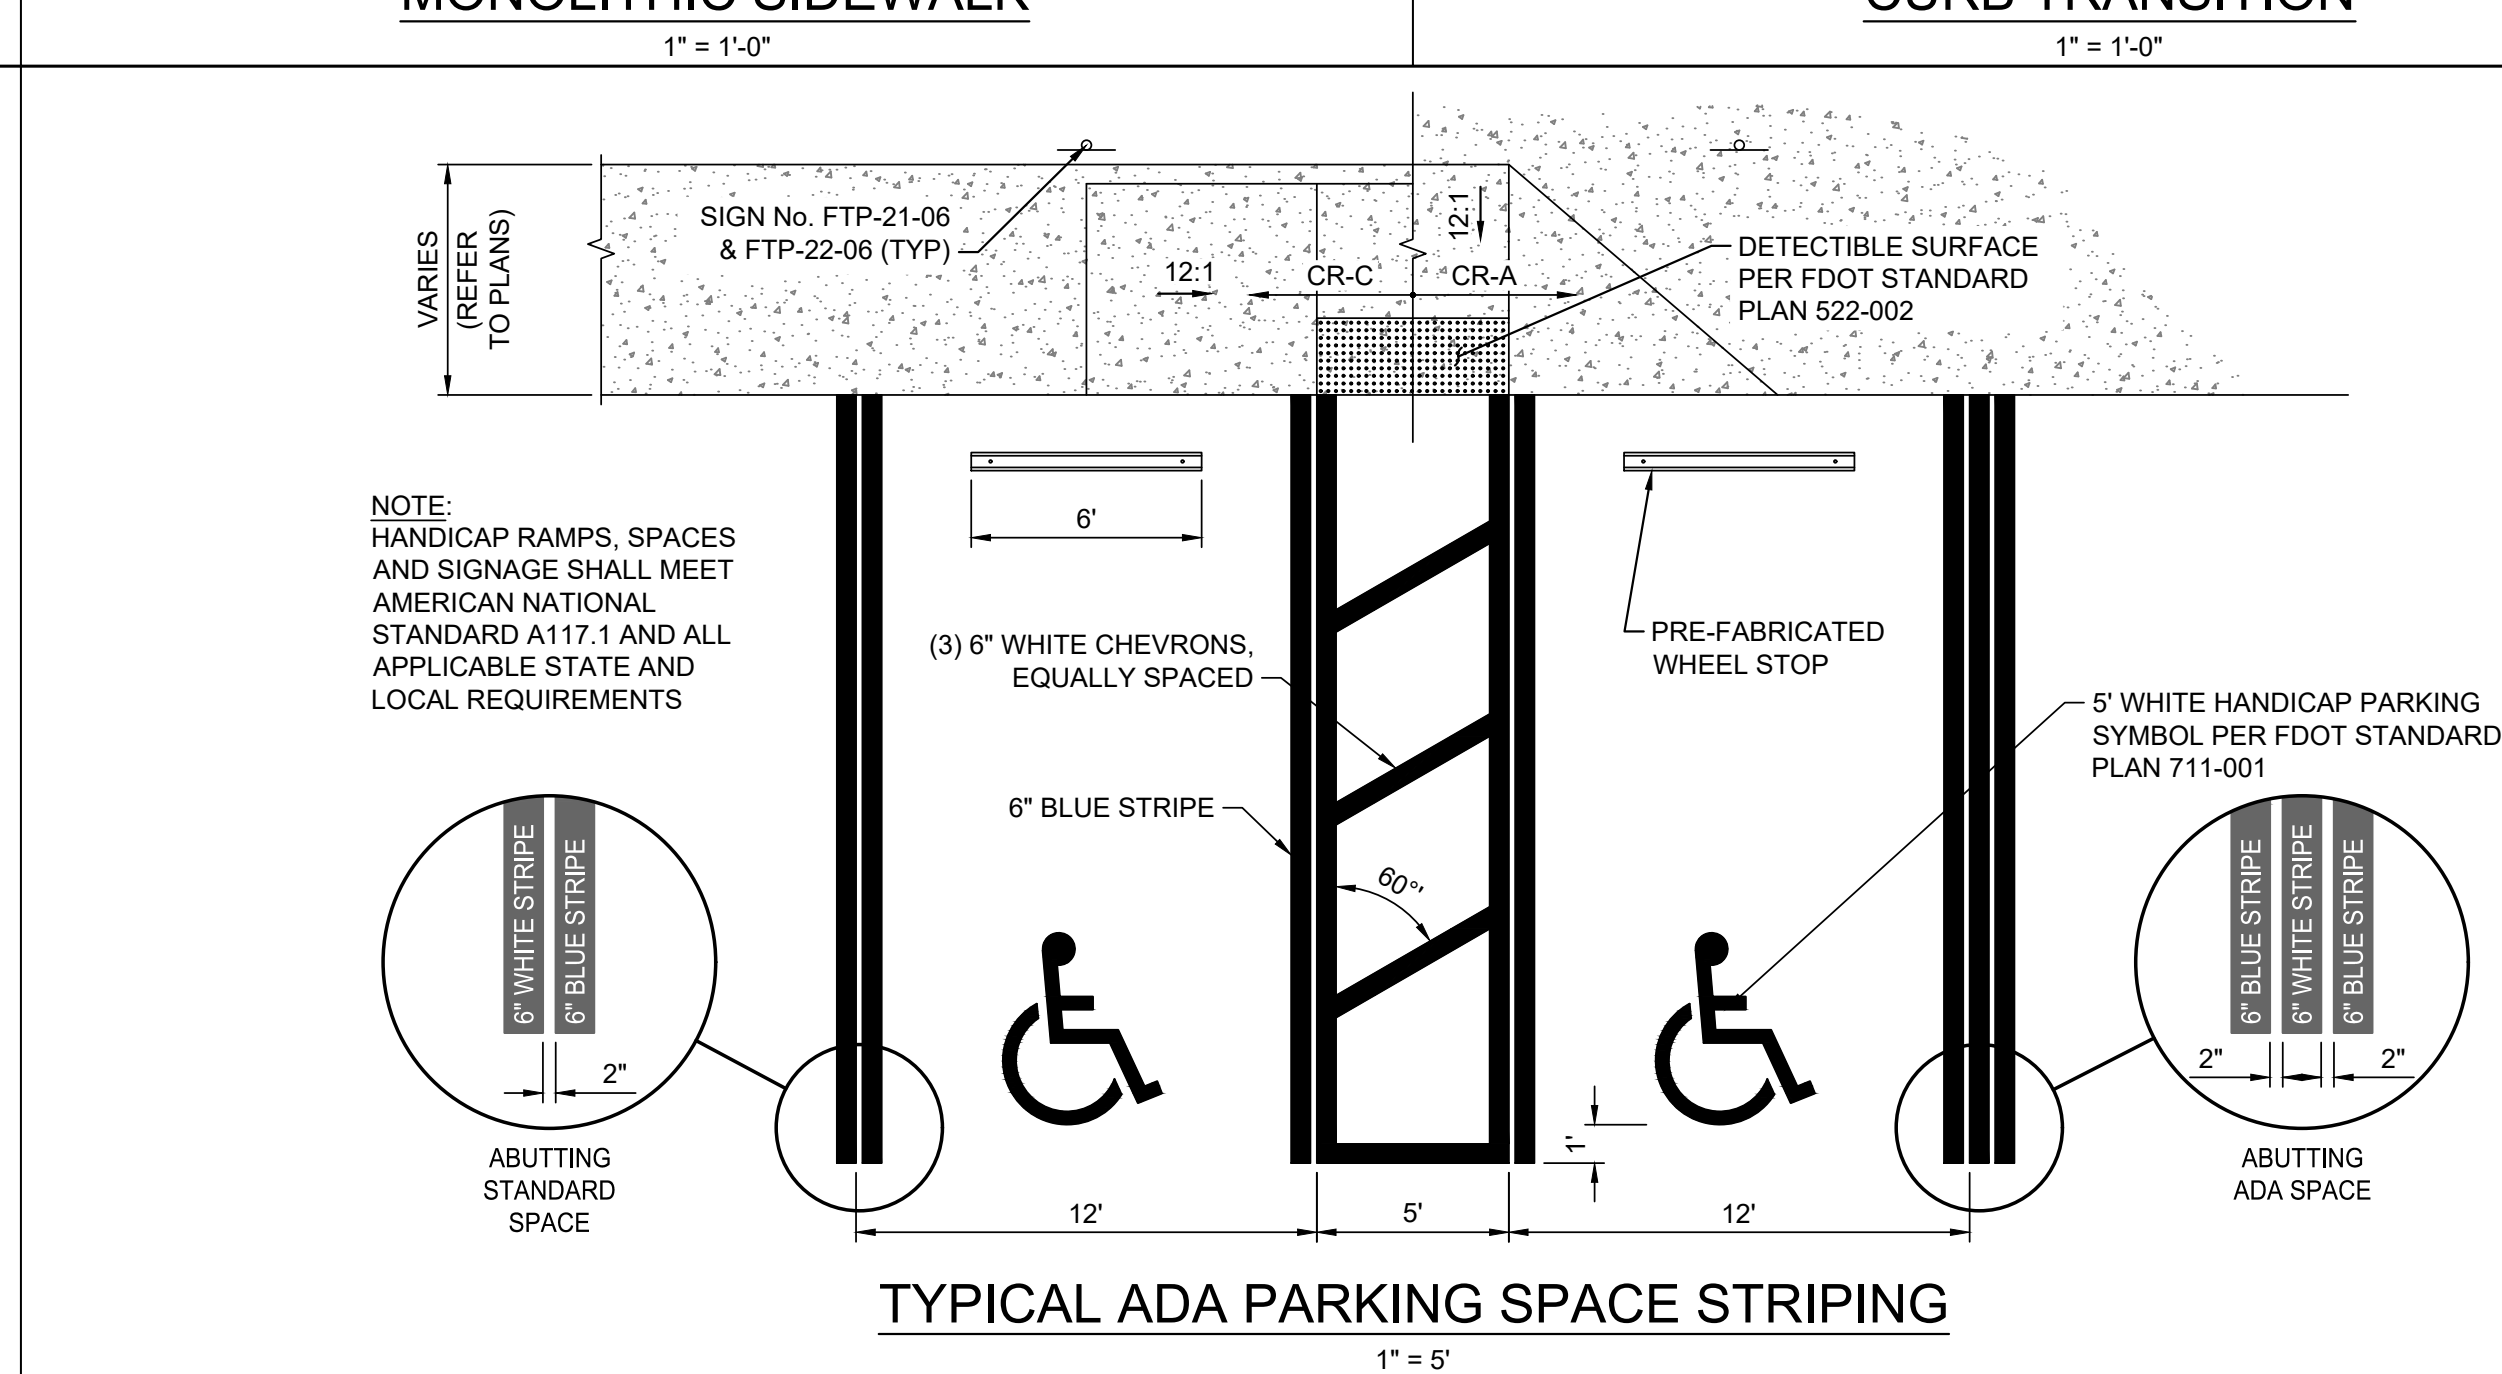 MONOLITHIC SIDEWALK
1" = 1'-0"
CURB TRANSITION
1" = 1'-0"
VARIES
(REFER
TO PLANS)
SIGN No. FTP-21-06
& FTP-22-06 (TYP)
12:1
12:1
CR-C
CR-A
DETECTIBLE SURFACE
PER FDOT STANDARD
PLAN 522-002
6'
NOTE:
HANDICAP RAMPS, SPACES
AND SIGNAGE SHALL MEET
AMERICAN NATIONAL
STANDARD A117.1 AND ALL
APPLICABLE STATE AND
LOCAL REQUIREMENTS
(3) 6" WHITE CHEVRONS,
EQUALLY SPACED
PRE-FABRICATED
WHEEL STOP
5' WHITE HANDICAP PARKING
SYMBOL PER FDOT STANDARD
PLAN 711-001
6" BLUE STRIPE
60°'
6" WHITE STRIPE
6" BLUE STRIPE
2"
ABUTTING
STANDARD
SPACE
6" BLUE STRIPE
6" WHITE STRIPE
6" BLUE STRIPE
2"
2"
ABUTTING
ADA SPACE
1'
12'
5'
12'
TYPICAL ADA PARKING SPACE STRIPING
1" = 5'